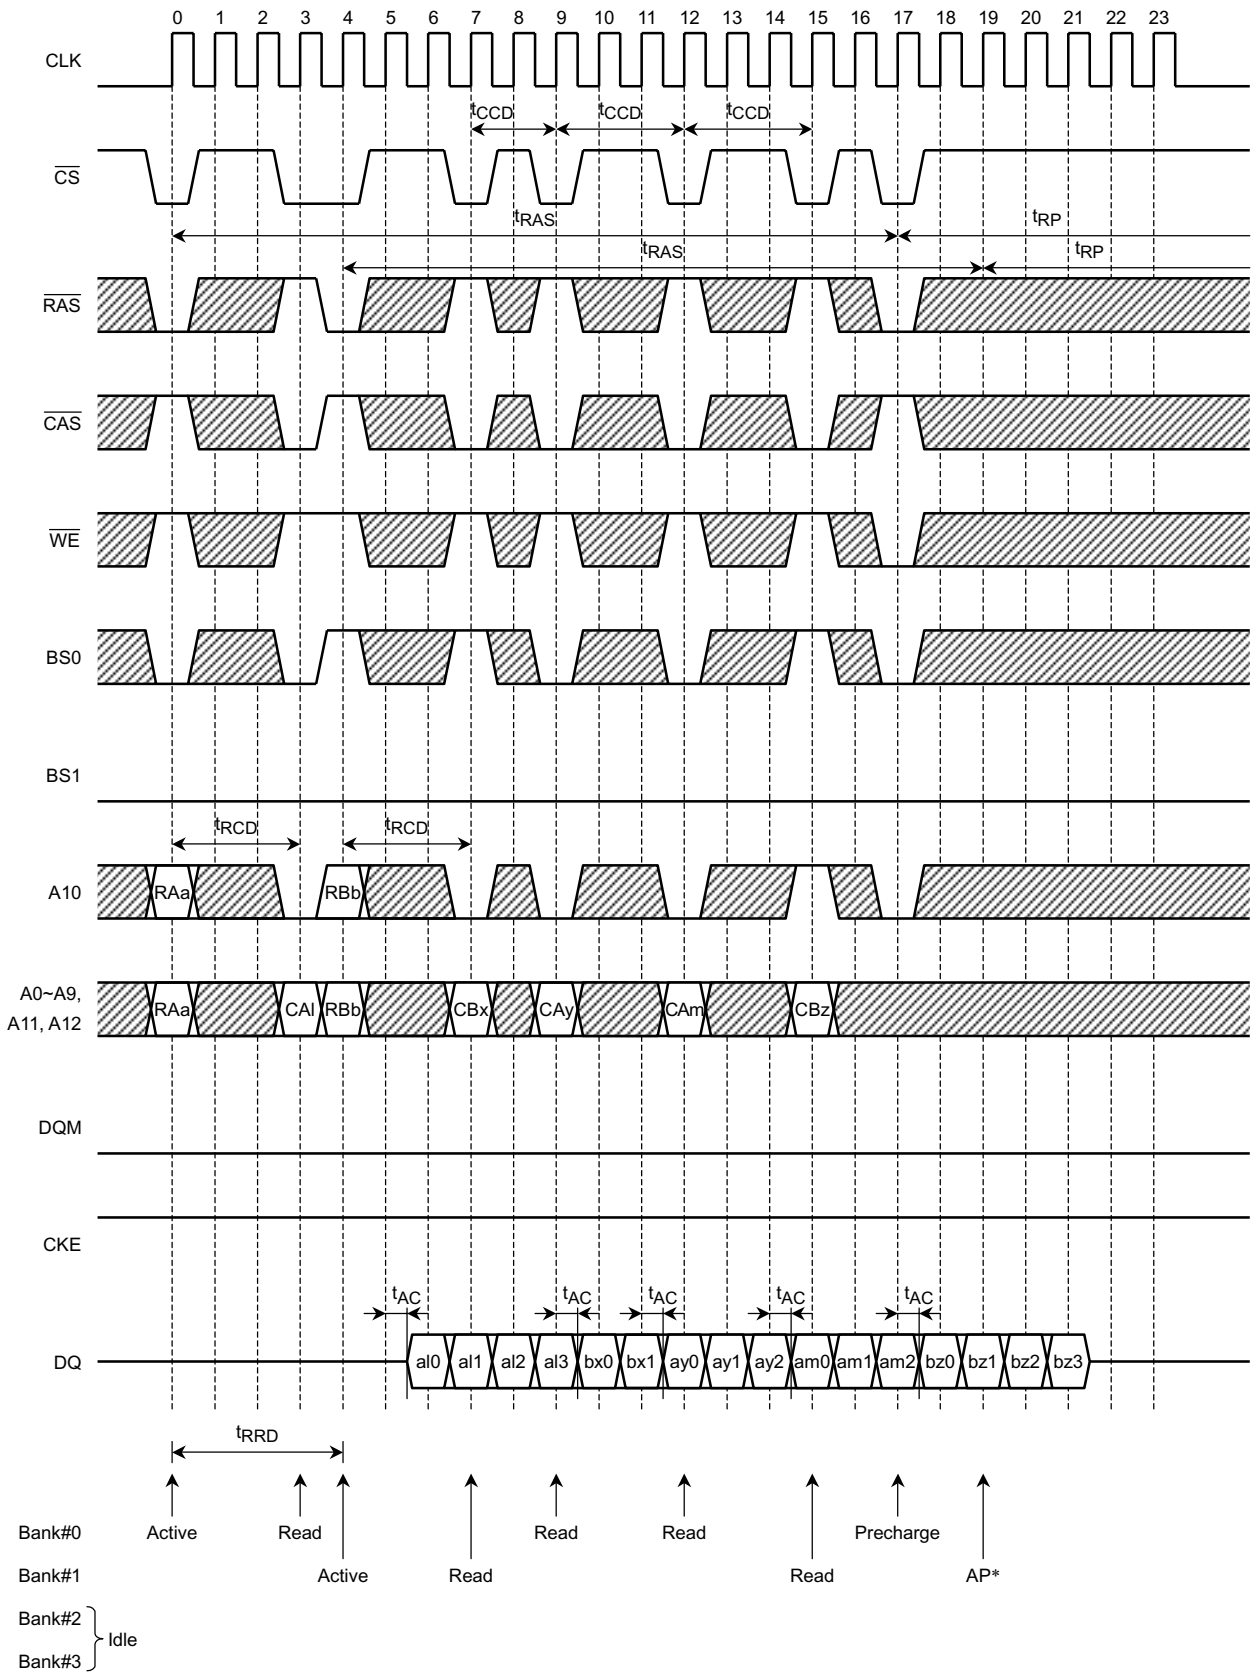 0 1 2 3 4 5 6 7 8 9 10 11 12 13 14 15 16 17 18 19 20 21 22 23
CLK
tCCD tCCD tCCD
CS
tRAS tRP
tRAS tRP
RAS
CAS
WE
BS0
BS1
tRCD tRCD
A10 RAa RBb
A0~A9,
A11, A12
RAa CAl RBb CBx CAy CAm CBz
DQM
CKE
tAC tAC tAC tAC tAC
DQ al0 al1 al2 al3 bx0 bx1 ay0 ay1 ay2 am0 am1 am2 bz0 bz1 bz2 bz3
tRRD
Bank#0 Active Read Read Read Precharge
Bank#1 Active Read Read AP*
Bank#2
Idle
Bank#3